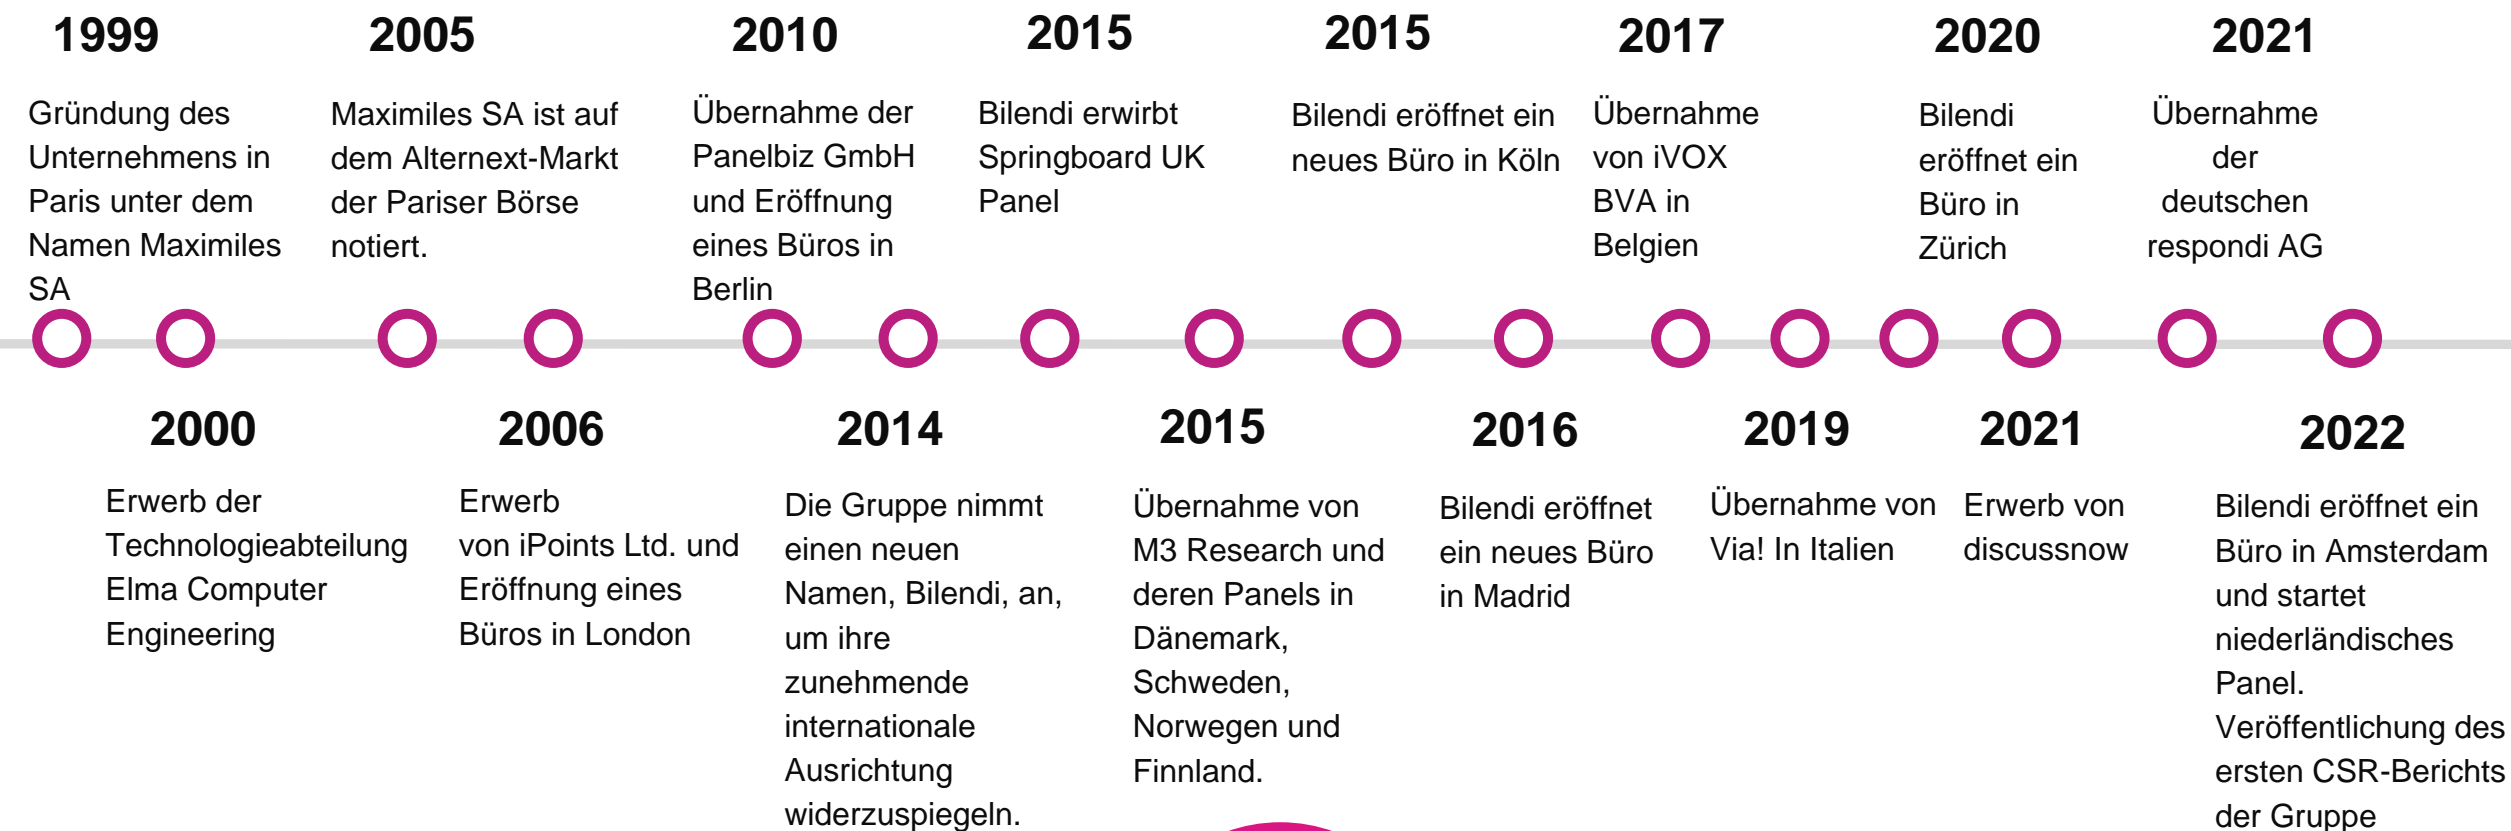 1999
Gründung des
Unternehmens in
Paris unter dem
Namen Maximiles
SA
2000
Erwerb der
Technologieabteilung
Elma Computer
Engineering
2005
Maximiles SA ist auf
dem Alternext-Markt
der Pariser Börse
notiert.
2006
Erwerb
von iPoints Ltd. und
Eröffnung eines
Büros in London
2010
Übernahme der
Panelbiz GmbH
und Eröffnung
eines Büros in
Berlin
2014
Die Gruppe nimmt
einen neuen
Namen, Bilendi, an,
um ihre
zunehmende
internationale
Ausrichtung
widerzuspiegeln.
2015
Bilendi erwirbt
Springboard UK
Panel
2015
Übernahme von
M3 Research und
deren Panels in
Dänemark,
Schweden,
Norwegen und
Finnland.
2015
Bilendi eröffnet ein
neues Büro in Köln
2016
Bilendi eröffnet
ein neues Büro
in Madrid
2017
Übernahme
von iVOX
BVA in
Belgien
2019
Übernahme von
Via! In Italien
2020
Bilendi
eröffnet ein
Büro in
Zürich
2021
Erwerb von
discussnow
2021
Übernahme
der
deutschen
respondi AG
2022
Bilendi eröffnet ein
Büro in Amsterdam
und startet
niederländisches
Panel.
Veröffentlichung des
ersten CSR-Berichts
der Gruppe